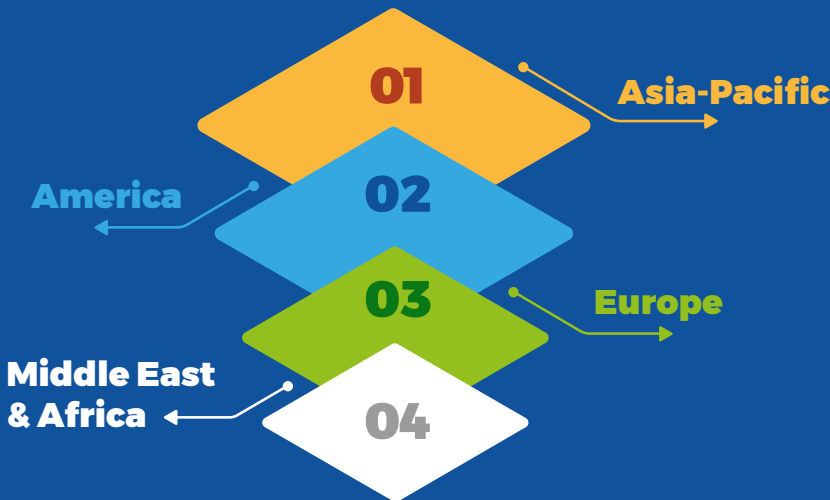 01
Asia-Pacific
02
America
03
Europe
Middle East
& Africa
04